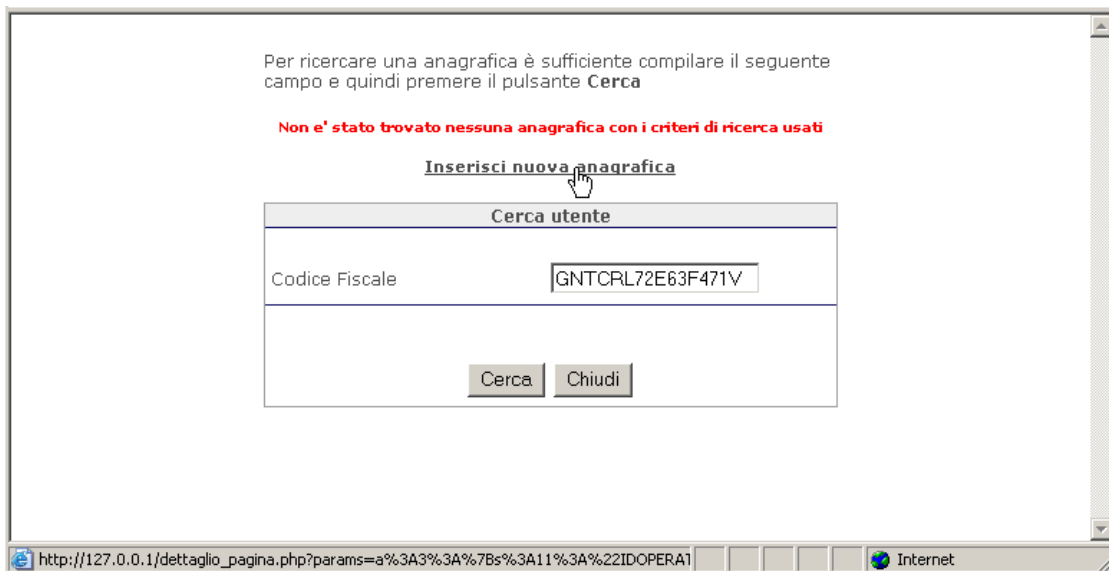 Per ricercare una anagrafica è sufficiente compilare il seguente
campo e quindi premere il pulsante Cerca
Non e' stato trovato nessuna anagrafica con i criteri di ricerca usati
Inserisci nuova anagrafica
Cerca utente
Codice Fiscale GNTCRL72E63F471V
Cerca Chiudi
http://127.0.0.1/dettaglio_pagina.php?params=a%3A3%3A%7Bs%3A11%3A%22IDOPERAT Internet